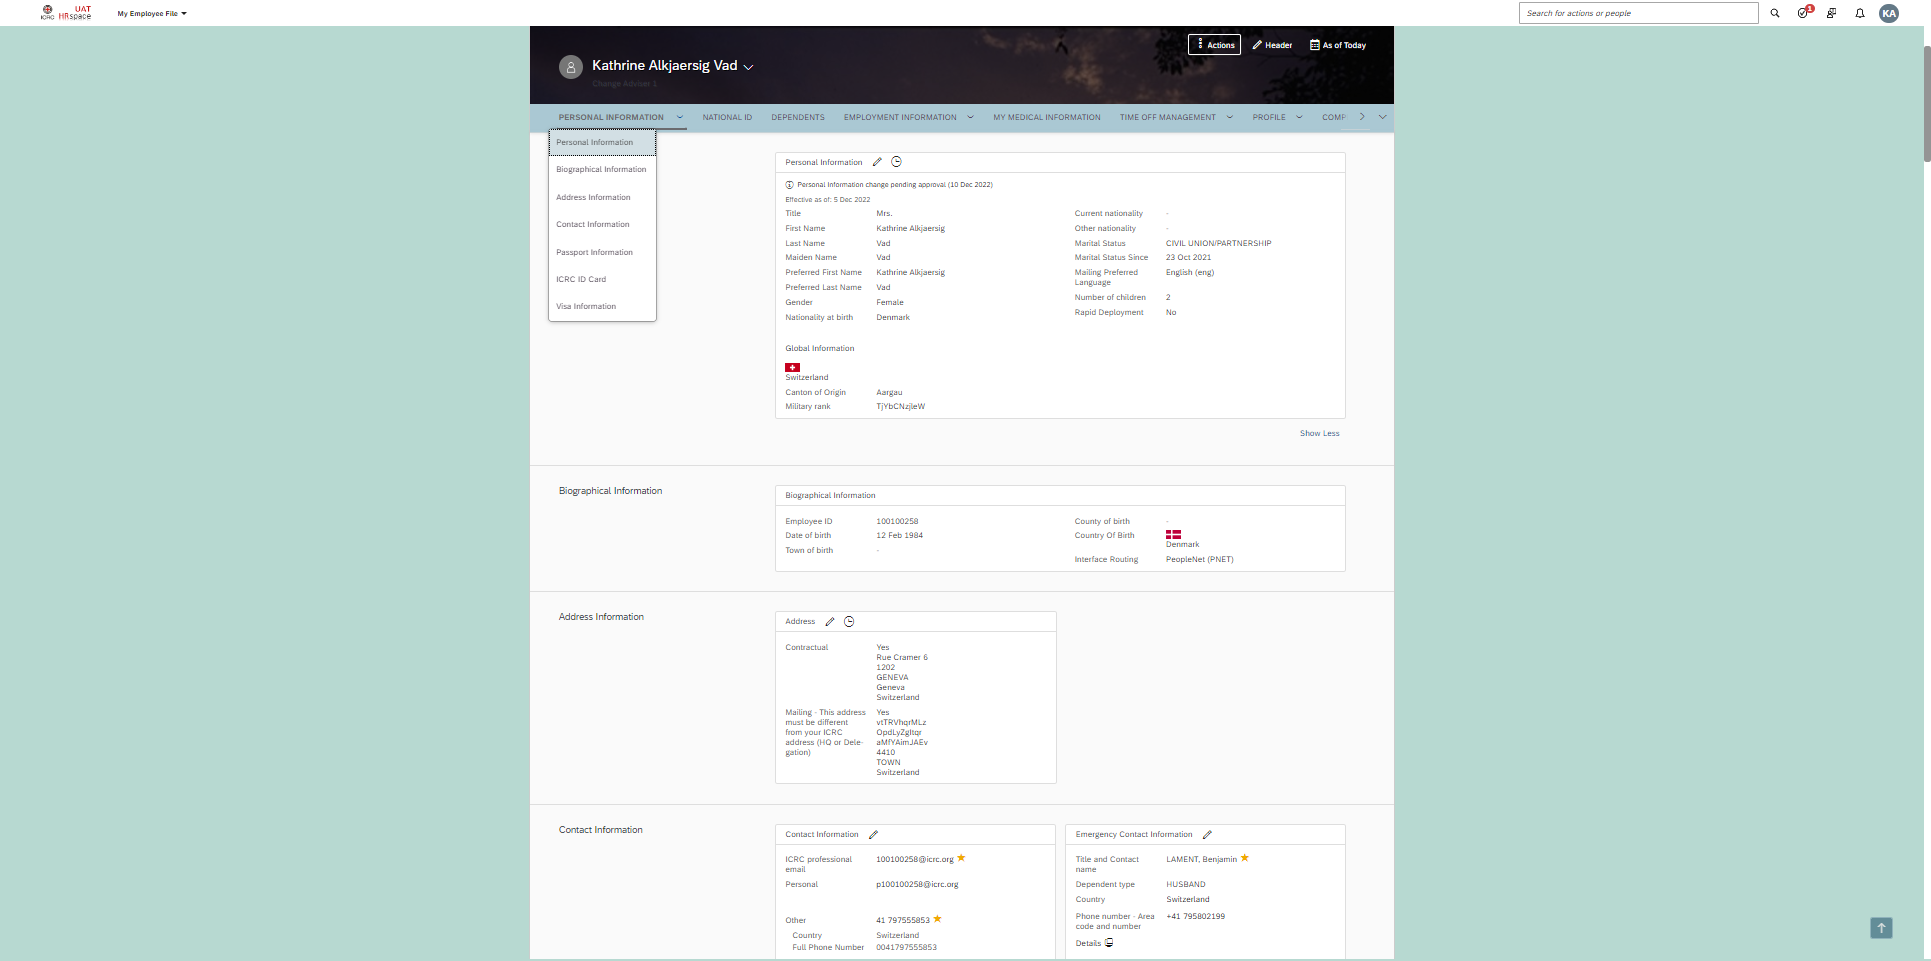 ICRC
UAT
HRspace
My Employee File
Search for actions or people
1
KA
Actions
Header
As of Today
Kathrine Alkjaersig Vad
Change Adviser 1
PERSONAL INFORMATION
NATIONAL ID
DEPENDENTS
EMPLOYMENT INFORMATION
MY MEDICAL INFORMATION
TIME OFF MANAGEMENT
PROFILE
COMP
Personal Information
Biographical Information
Address Information
Contact Information
Passport Information
ICRC ID Card
Visa Information
Personal Information
Personal Information change pending approval (10 Dec 2022)
Effective as of: 5 Dec 2022
Title Mrs.
First Name Kathrine Alkjaersig
Last Name Vad
Maiden Name Vad
Preferred First Name Kathrine Alkjaersig
Preferred Last Name Vad
Gender Female
Nationality at birth Denmark
Current nationality -
Other nationality -
Marital Status CIVIL UNION/PARTNERSHIP
Marital Status Since 23 Oct 2021
Mailing Preferred English (eng)
Language
Number of children 2
Rapid Deployment No
Global Information
Switzerland
Canton of Origin Aargau
Military rank TjYbCNzjleW
Show Less
Biographical Information
Biographical Information
Employee ID 100100258
Date of birth 12 Feb 1984
Town of birth -
County of birth -
Country Of Birth
Denmark
Interface Routing PeopleNet (PNET)
Address Information
Address
Contractual Yes
Rue Cramer 6
1202
GENEVA
Geneva
Switzerland
Mailing - This address Yes
must be different vtTRVhqrMLz
from your ICRC OpdLyZgltqr
address (HQ or Dele- aMfYAimJAEv
gation) 4410
TOWN
Switzerland
Contact Information
Contact Information
ICRC professional 100100258@icrc.org
email
Personal p100100258@icrc.org
Other 41 797555853
Country Switzerland
Full Phone Number 0041797555853
Emergency Contact Information
Title and Contact LAMENT, Benjamin
name
Dependent type HUSBAND
Country Switzerland
Phone number - Area +41 795802199
code and number
Details